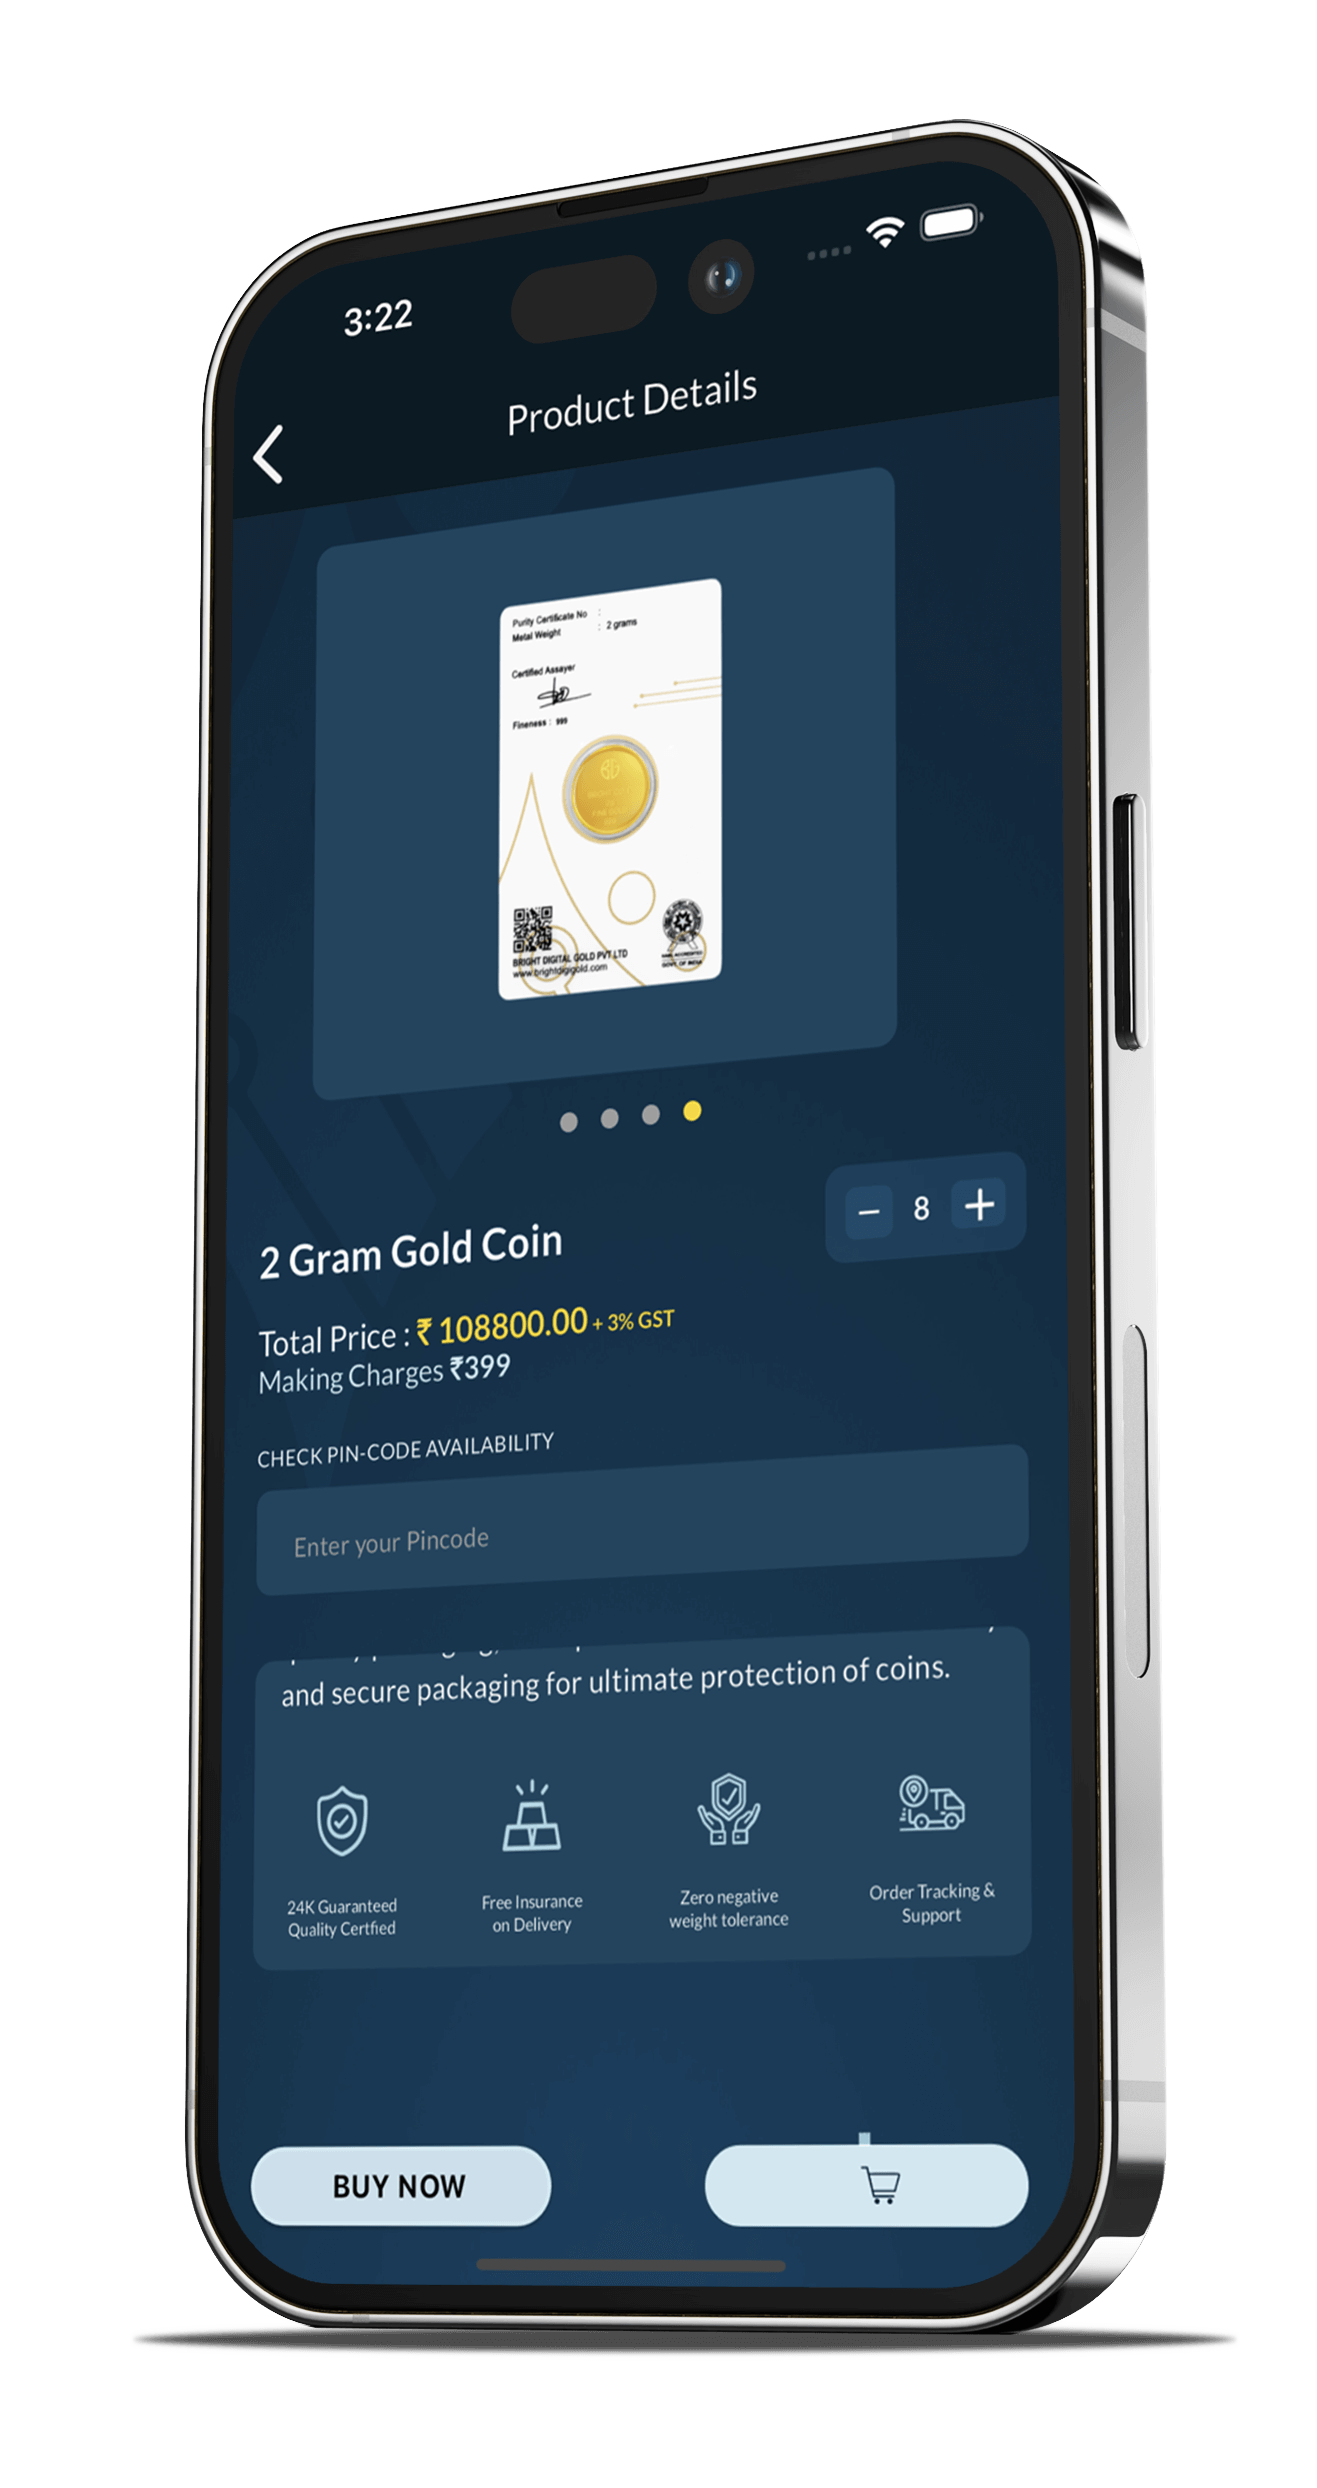 3:22
Product Details
Purity Certificate No :
Metal Weight : 2 grams
Certified Assayer
Fineness : 999
BRIGHT DIGITAL GOLD PVT LTD
www.brightdigigold.com
GOVT. OF INDIA
8
2 Gram Gold Coin
Total Price : ₹ 108800.00 + 3% GST
Making Charges ₹399
CHECK PIN-CODE AVAILABILITY
Enter your Pincode
and secure packaging for ultimate protection of coins.
24K Guaranteed
Quality Certfied
Free Insurance
on Delivery
Zero negative
weight tolerance
Order Tracking &
Support
BUY NOW